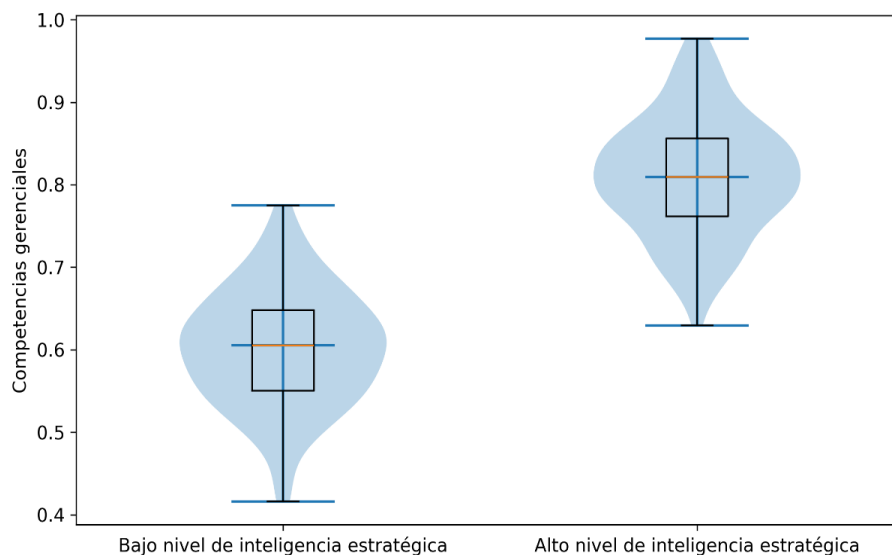 1.0
0.9
0.8
0.7
0.6
0.5
0.4
Competencias gerenciales
Bajo nivel de inteligencia estratégica
Alto nivel de inteligencia estratégica